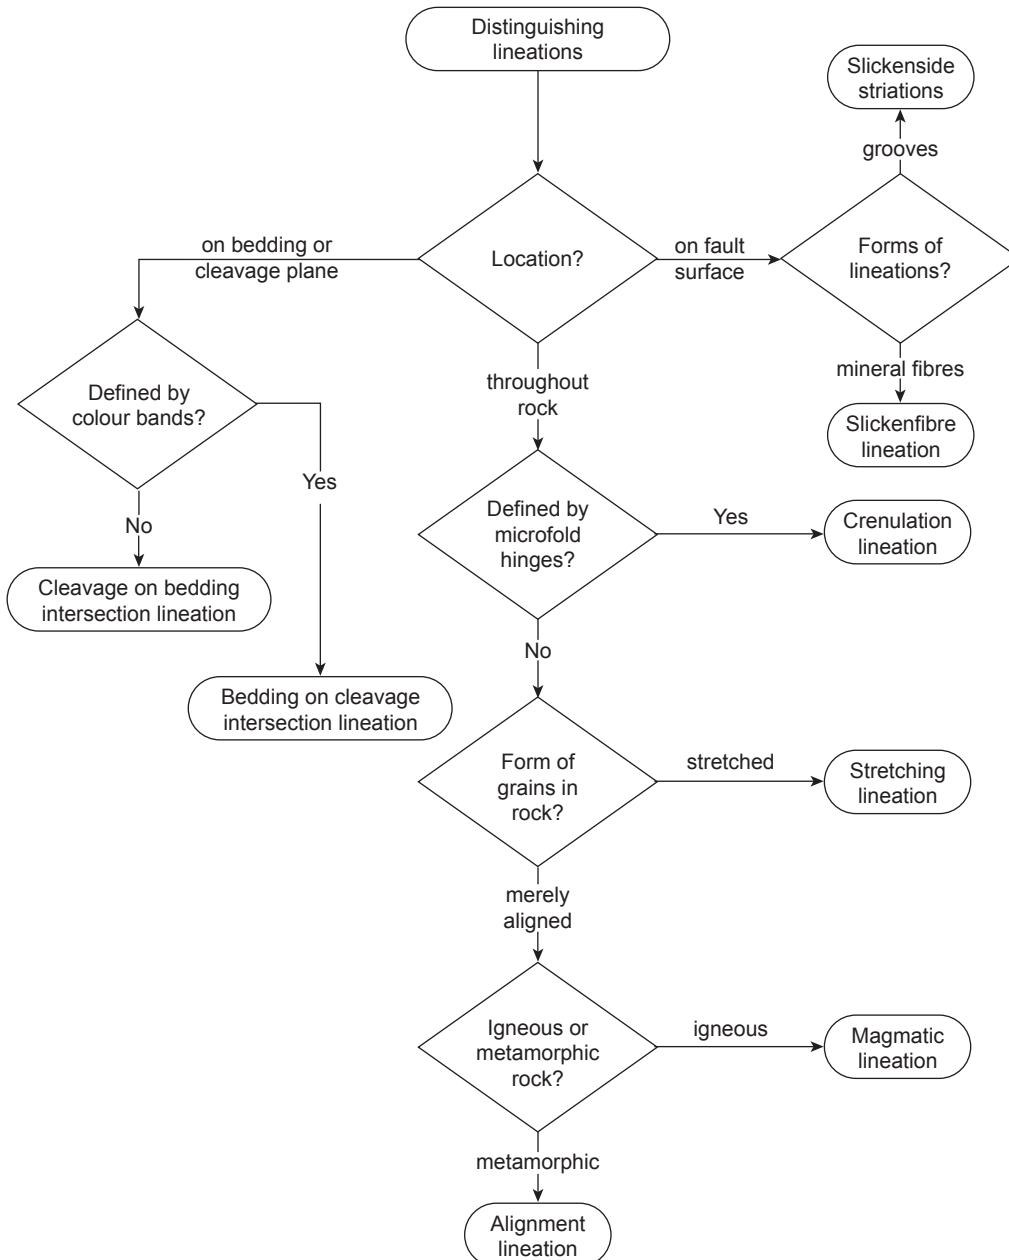 Distinguishing
lineations
Slickenside
striations
grooves
on bedding or
cleavage plane
Location?
on fault
surface
Forms of
lineations?
mineral fibres
Slickenfibre
lineation
Defined by
colour bands?
Yes
No
Cleavage on bedding
intersection lineation
Bedding on cleavage
intersection lineation
throughout
rock
Defined by
microfold
hinges?
Yes
Crenulation
lineation
No
Form of
grains in
rock?
stretched
Stretching
lineation
merely
aligned
Igneous or
metamorphic
rock?
igneous
Magmatic
lineation
metamorphic
Alignment
lineation